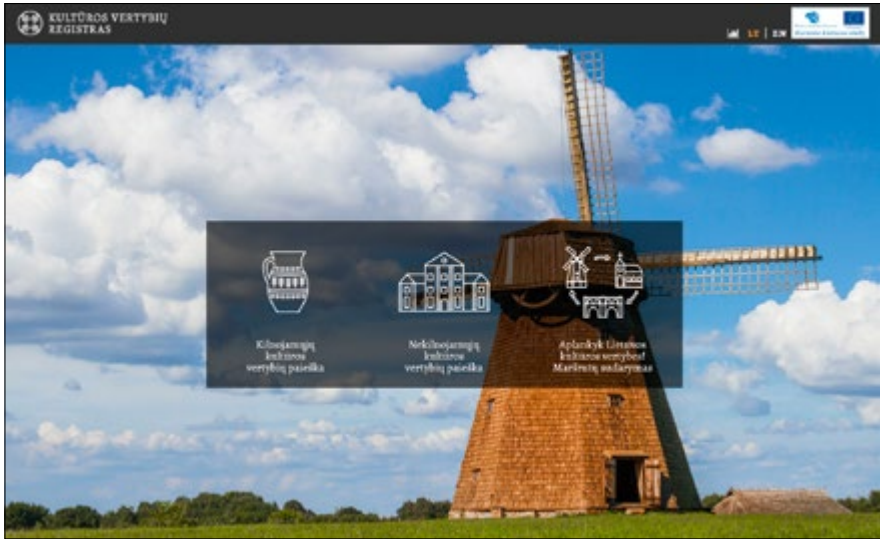 KULTŪROS VERTYBIŲ
REGISTRAS
LT | EN
Kilnojamųjų
kultūros
vertybių paieška
Nekilnojamųjų
kultūros
vertybių paieška
Aplankyk Lietuvos
kultūros vertybes!
Maršrutų sudarymas